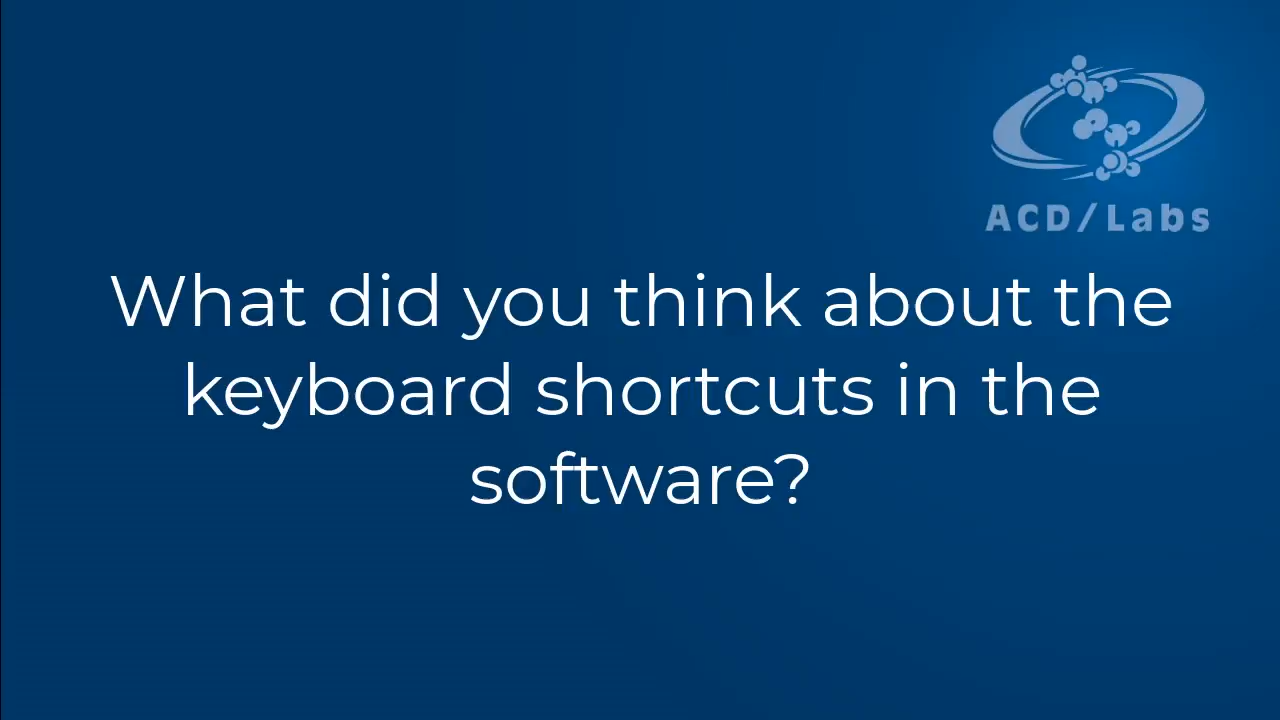 ACD/Labs
What did you think about the
keyboard shortcuts in the
software?